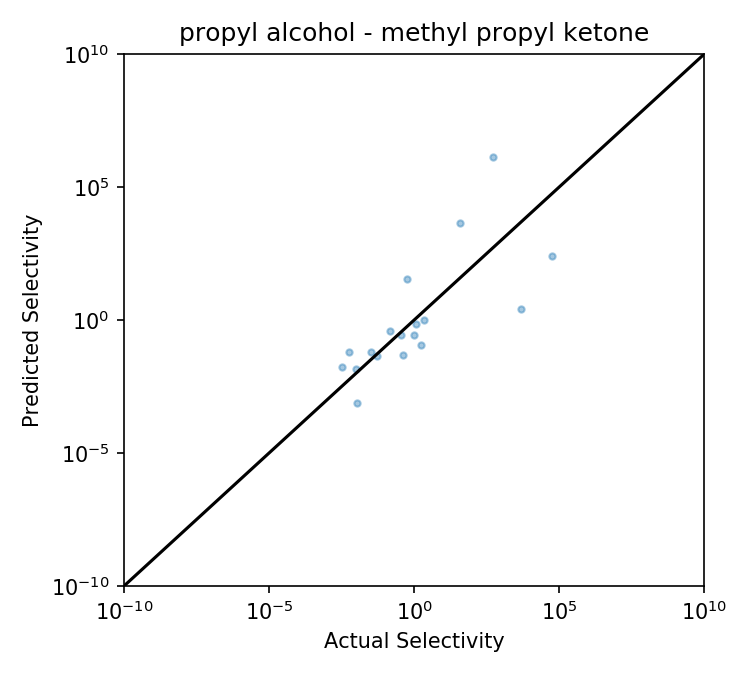 propyl alcohol - methyl propyl ketone
10¹⁰
10⁵
10⁰
10⁻⁵
10⁻¹⁰
Predicted Selectivity
10⁻¹⁰ 10⁻⁵ 10⁰ 10⁵ 10¹⁰
Actual Selectivity